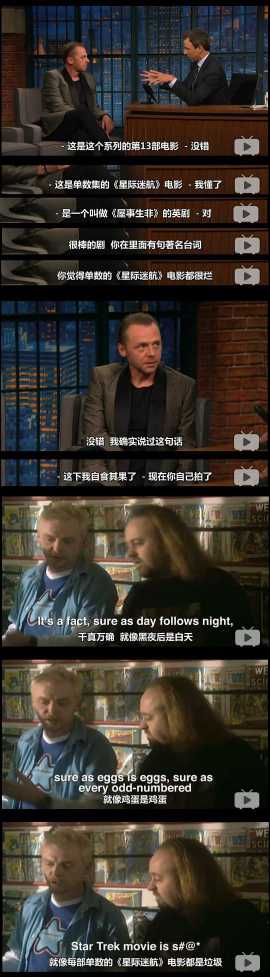 - 这是这个系列的第13部电影 - 没错
- 这是单数集的《星际迷航》电影 - 我懂了
- 是一个叫做《屋事生非》的英剧 - 对
很棒的剧 你在里面有句著名台词
你觉得单数的《星际迷航》电影都很烂
没错 我确实说过这句话
- 这下我自食其果了 - 现在你自己拍了
It's a fact, sure as day follows night,
千真万确 就像黑夜后是白天
sure as eggs is eggs, sure as
every odd-numbered
就像鸡蛋是鸡蛋
Star Trek movie is s#@*
就像每部单数的《星际迷航》电影都是垃圾